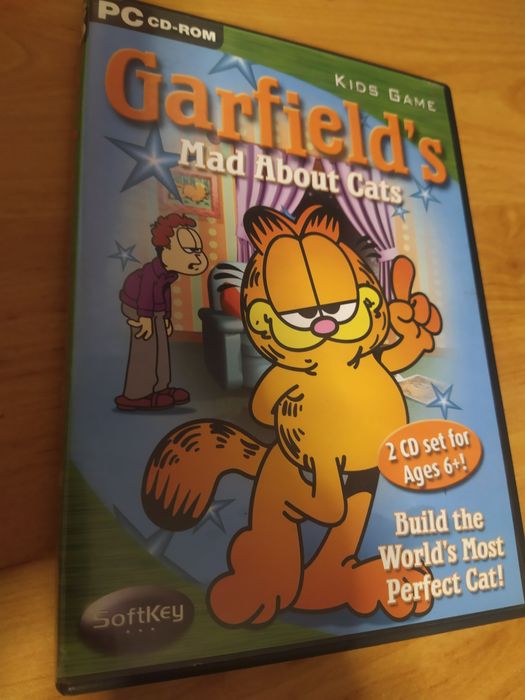 PC CD-ROM
KIDS GAME
Garfield's
Mad About Cats
2 CD set for
Ages 6+!
Build the
World's Most
Perfect Cat!
SoftKey